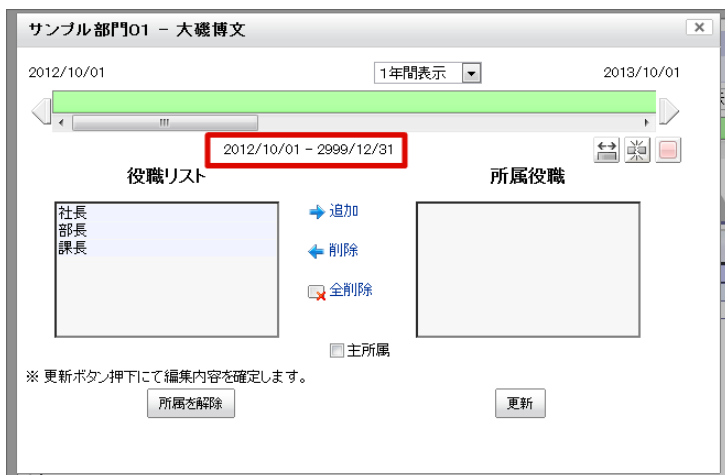 サンプル部門01 - 大磯博文
2012/10/01
1年間表示
2013/10/01
2012/10/01 - 2999/12/31
役職リスト
所属役職
社長
部長
課長
追加
削除
全削除
主所属
※ 更新ボタン押下にて編集内容を確定します。
所属を解除
更新